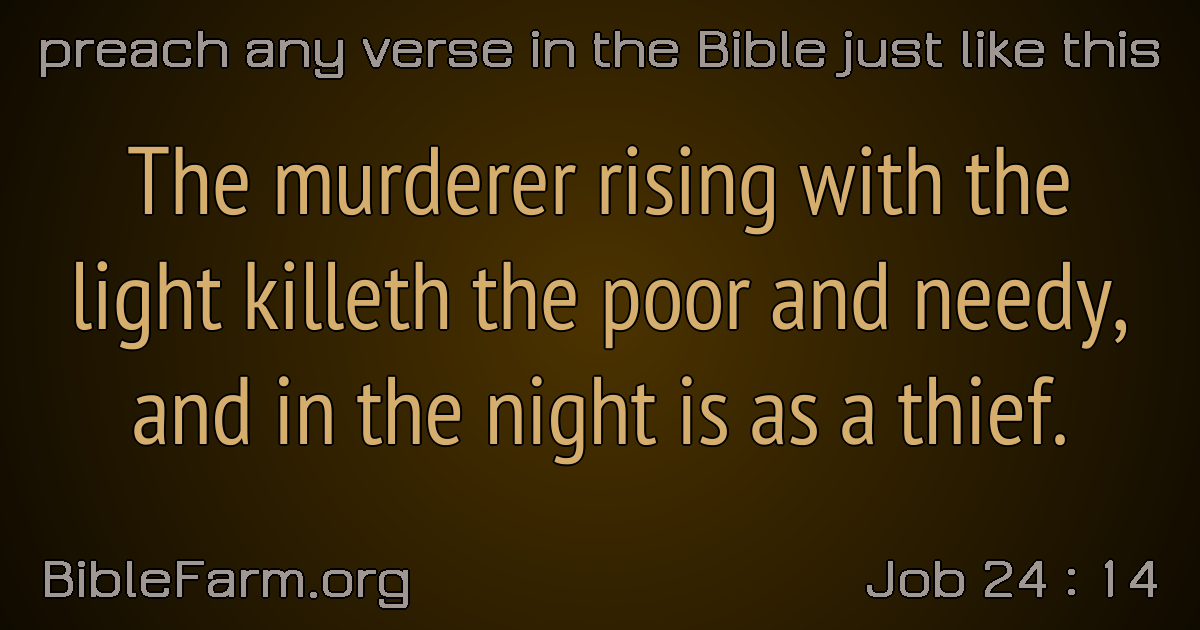 preach any verse in the Bible just like this
The murderer rising with the
light killeth the poor and needy,
and in the night is as a thief.
BibleFarm.org
Job 24 : 14